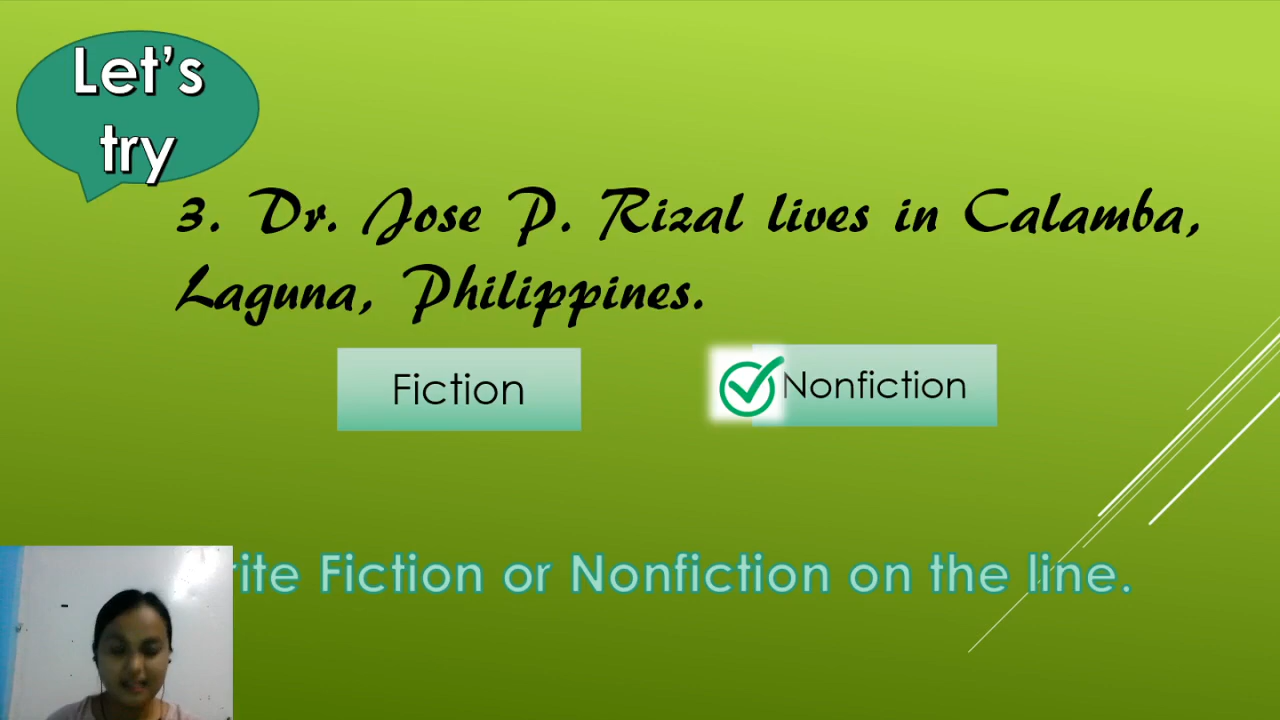 Let's
try
3. Dr. Jose P. Rizal lives in Calamba,
Laguna, Philippines.
Fiction
Nonfiction
Fiction or Nonfiction on the line.